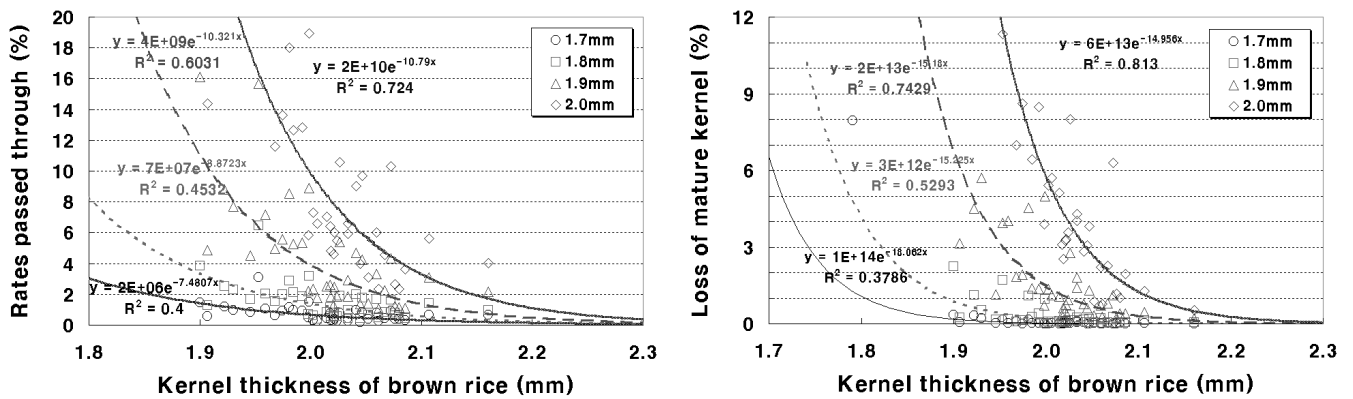 Rates passed through (%)
20
18
16
14
12
10
8
6
4
2
0
y = 4E+09e^-10.321x
R² = 0.6031
y = 2E+10e^-10.79x
R² = 0.724
y = 7E+07e^-8.8723x
R² = 0.4532
y = 2E+06e^-7.4807x
R² = 0.4
1.7mm
1.8mm
1.9mm
2.0mm
1.8 1.9 2.0 2.1 2.2 2.3
Kernel thickness of brown rice (mm)
Loss of mature kernel (%)
12
9
6
3
0
y = 2E+13e^-15.18x
R² = 0.7429
y = 6E+13e^-14.956x
R² = 0.813
y = 3E+12e^-15.225x
R² = 0.5293
y = 1E+14e^-18.062x
R² = 0.3786
1.7mm
1.8mm
1.9mm
2.0mm
1.7 1.8 1.9 2.0 2.1 2.2 2.3
Kernel thickness of brown rice (mm)